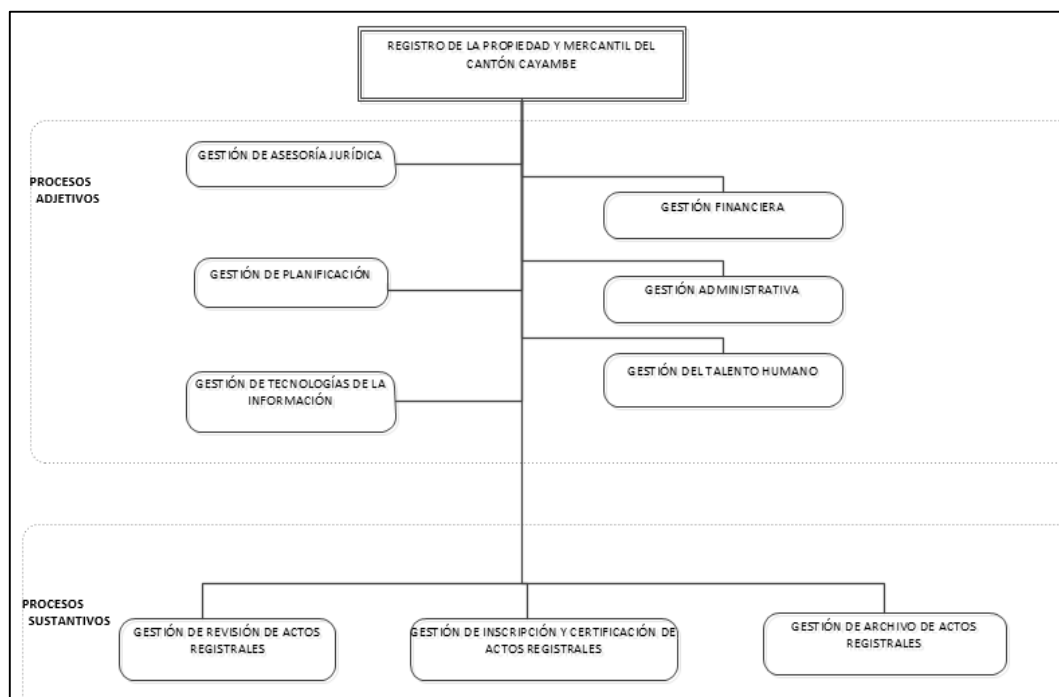 REGISTRO DE LA PROPIEDAD Y MERCANTIL DEL
CANTÓN CAYAMBE
GESTIÓN DE ASESORÍA JURÍDICA
PROCESOS
ADJETIVOS
GESTIÓN FINANCIERA
GESTIÓN DE PLANIFICACIÓN
GESTIÓN ADMINISTRATIVA
GESTIÓN DEL TALENTO HUMANO
GESTIÓN DE TECNOLOGÍAS DE LA
INFORMACIÓN
PROCESOS
SUSTANTIVOS
GESTIÓN DE REVISIÓN DE ACTOS
REGISTRALES
GESTIÓN DE INSCRIPCIÓN Y CERTIFICACIÓN DE
ACTOS REGISTRALES
GESTIÓN DE ARCHIVO DE ACTOS
REGISTRALES